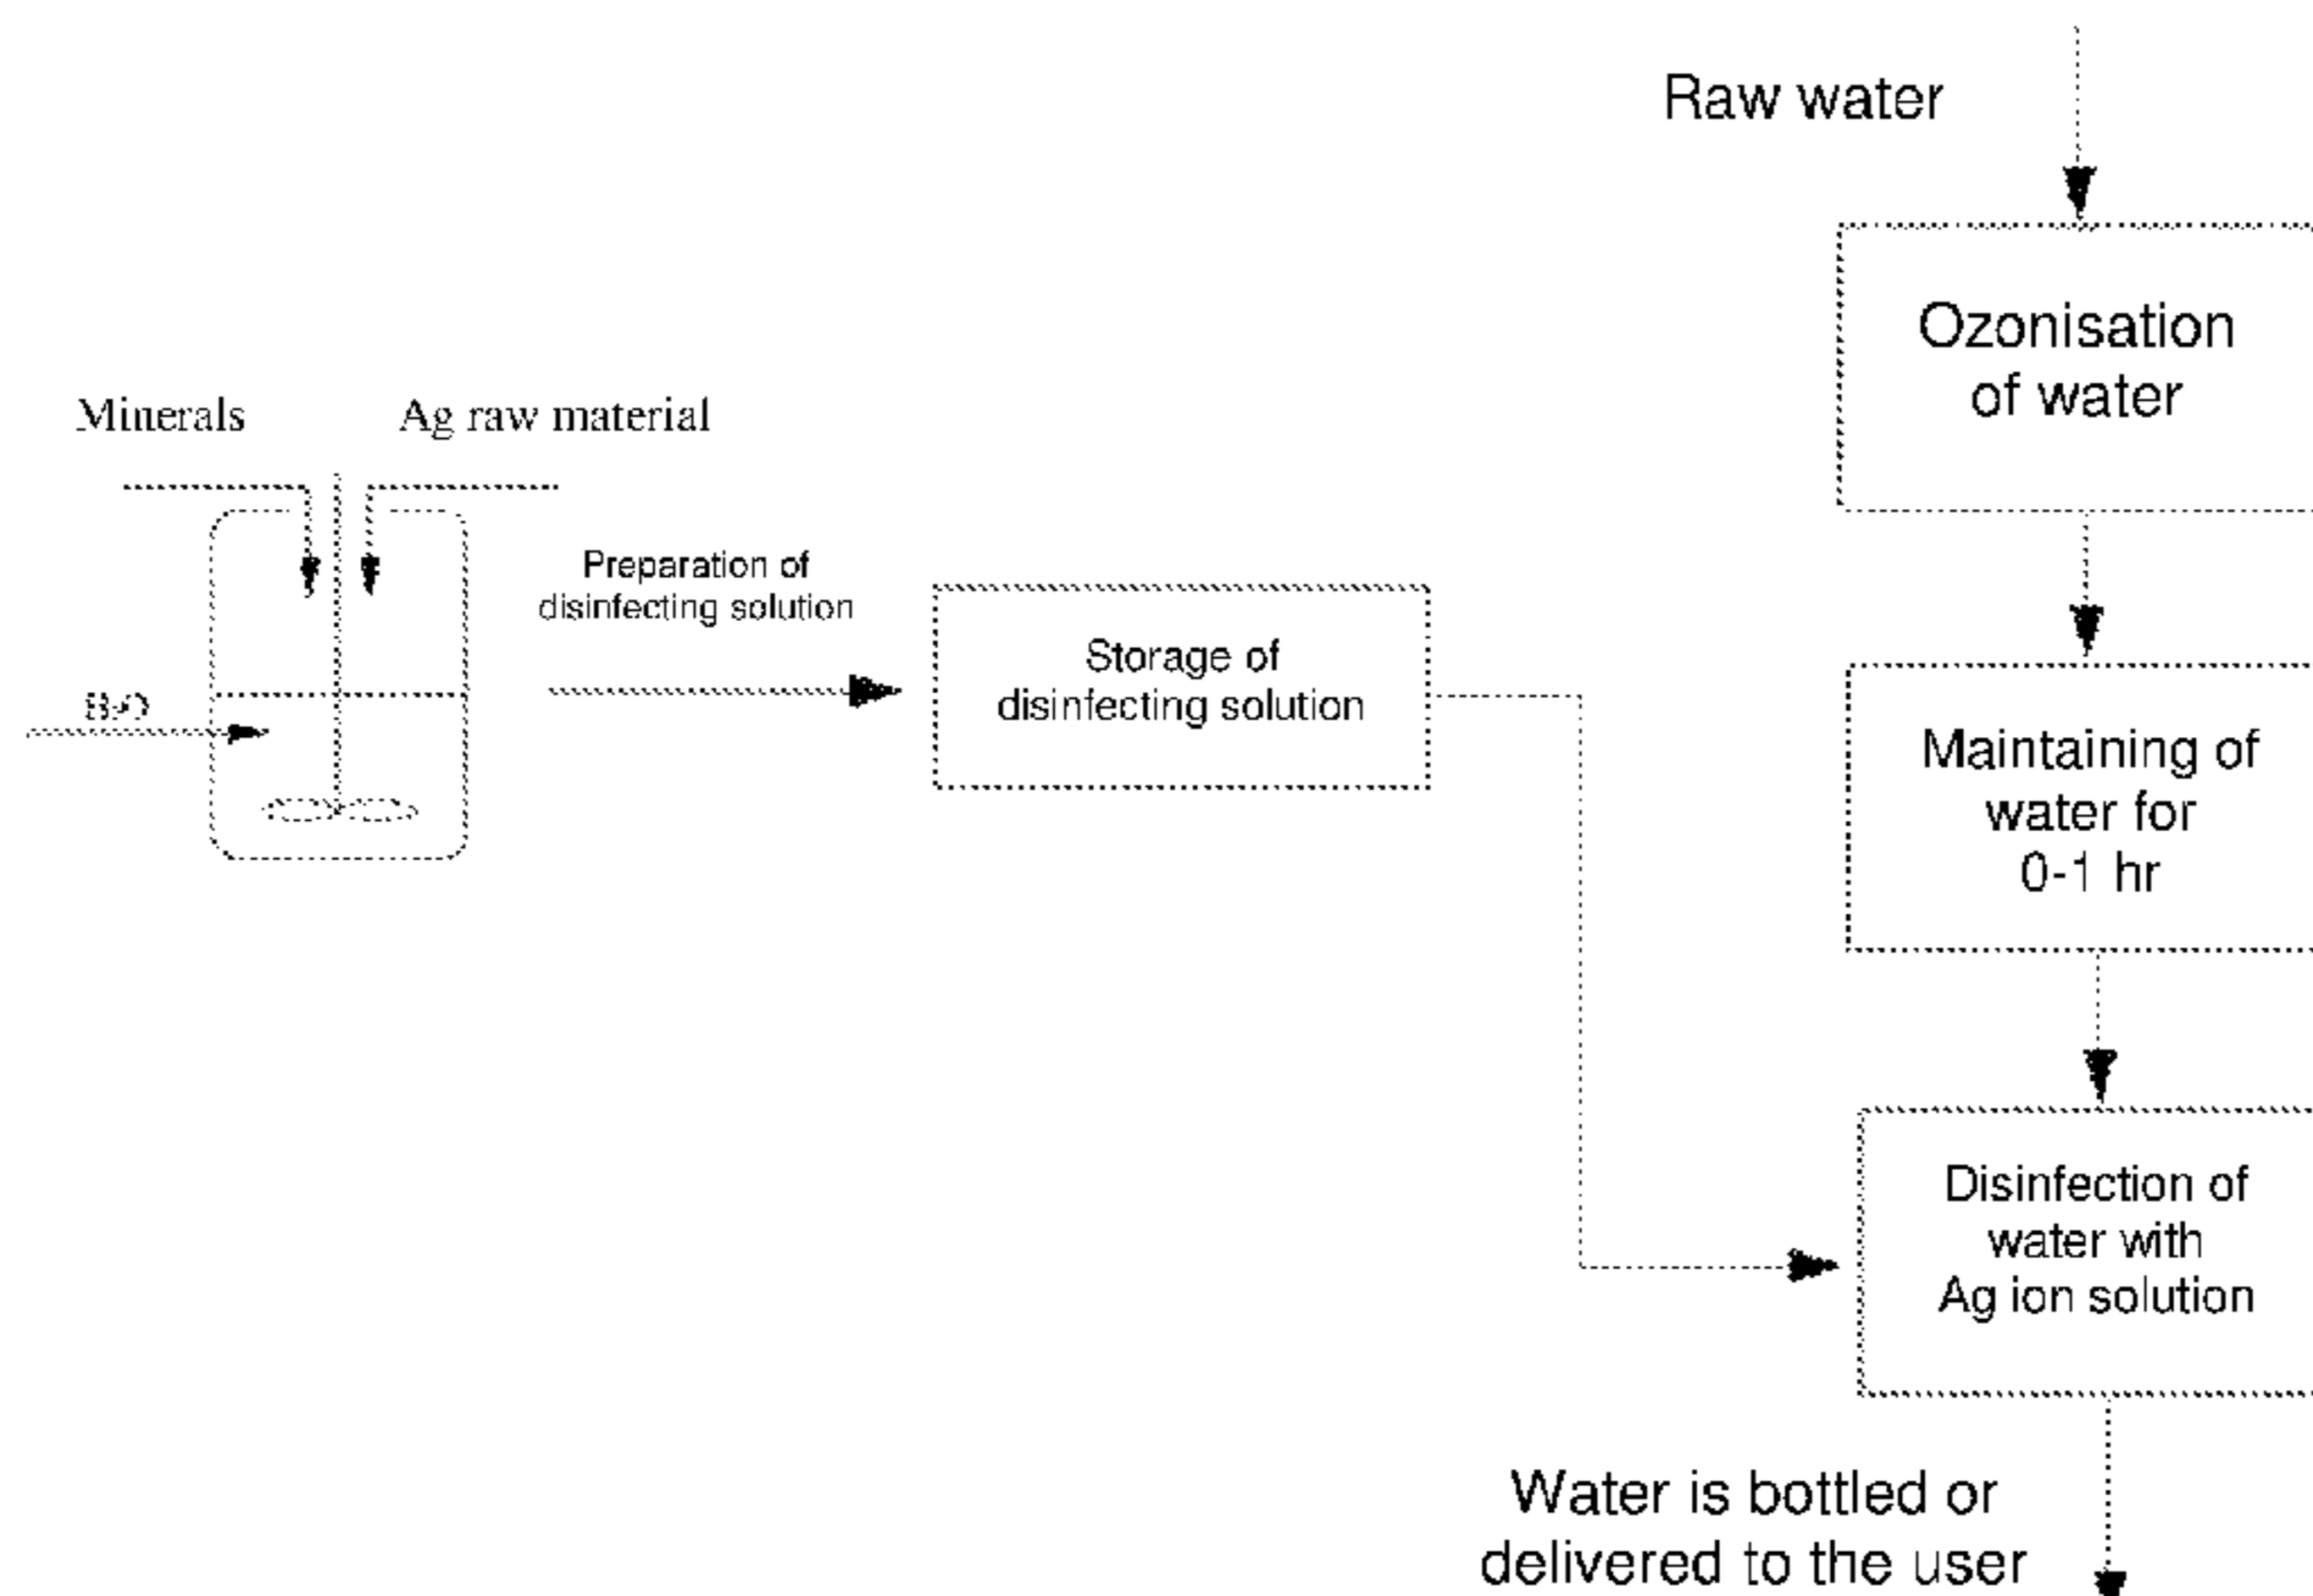 Raw water
Ozonisation
of water
Minerals
Ag raw material
Preparation of
disinfecting solution
Storage of
disinfecting solution
Maintaining of
water for
0-1 hr
Disinfection of
water with
Ag ion solution
Water is bottled or
delivered to the user